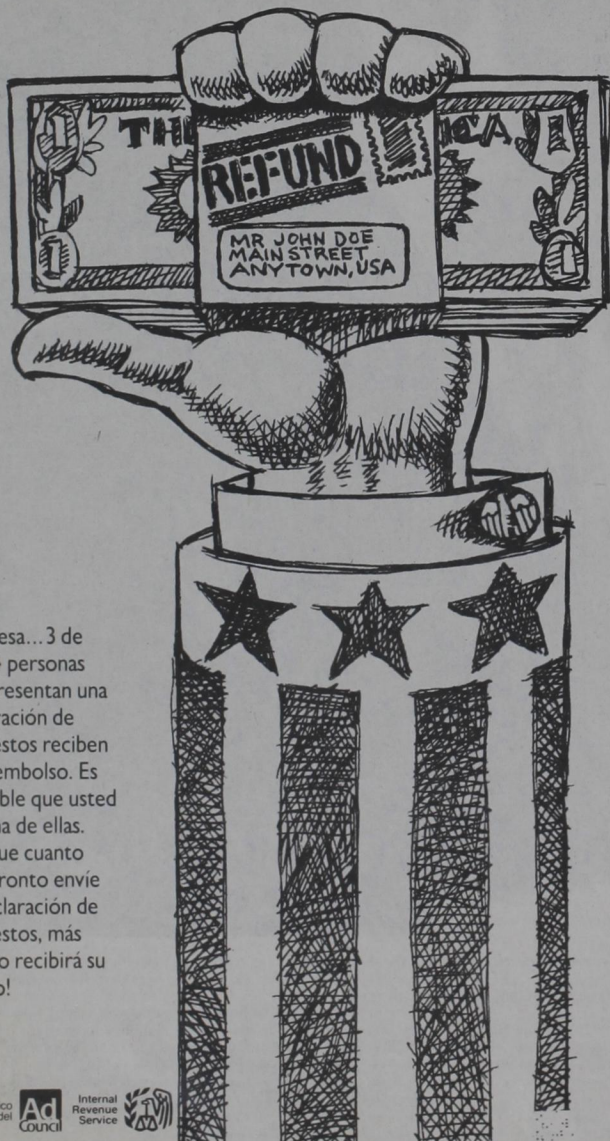 THE
ICA
REFUND
MR JOHN DOE
MAIN STREET
ANYTOWN, USA
esa... 3 de
personas
resentan una
ración de
estos reciben
embolso. Es
ble que usted
na de ellas.
ue cuanto
ronto envíe
claración de
estos, más
o recibirá su
o!
ico
del
Ad
Council
Internal
Revenue
Service